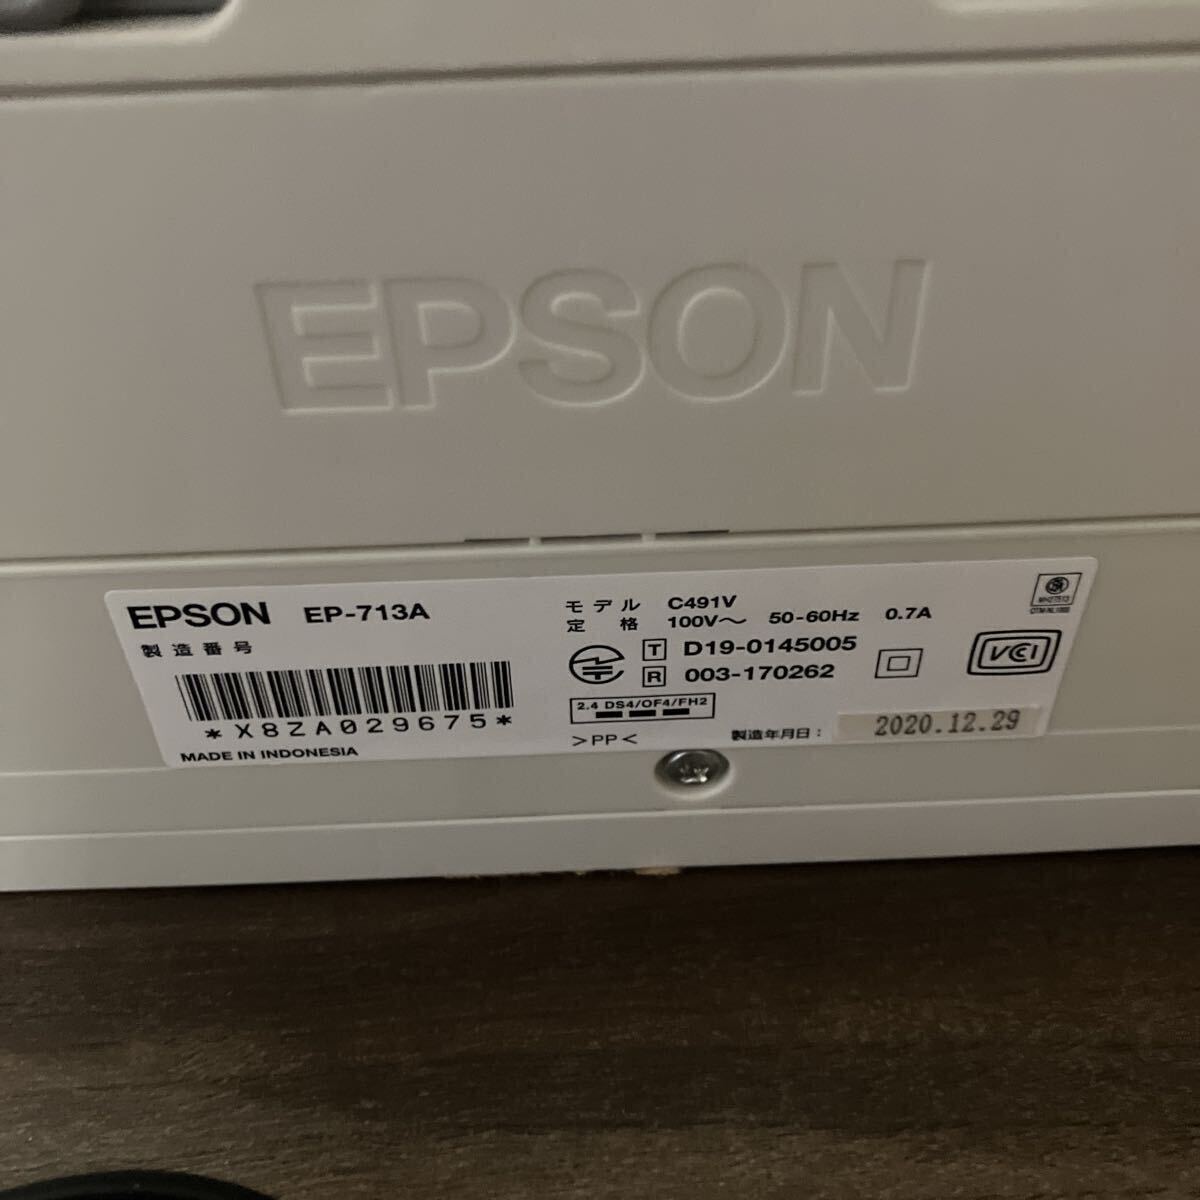 EPSON
EPSON EP-713A
製造番号
*X8ZA029675*
MADE IN INDONESIA
モデル C491V
定格 100V～ 50-60Hz 0.7A
T D19-0145005
R 003-170262
2.4 DS4/OF4/FH2
>PP<
製造年月日： 2020.12.29
VCI